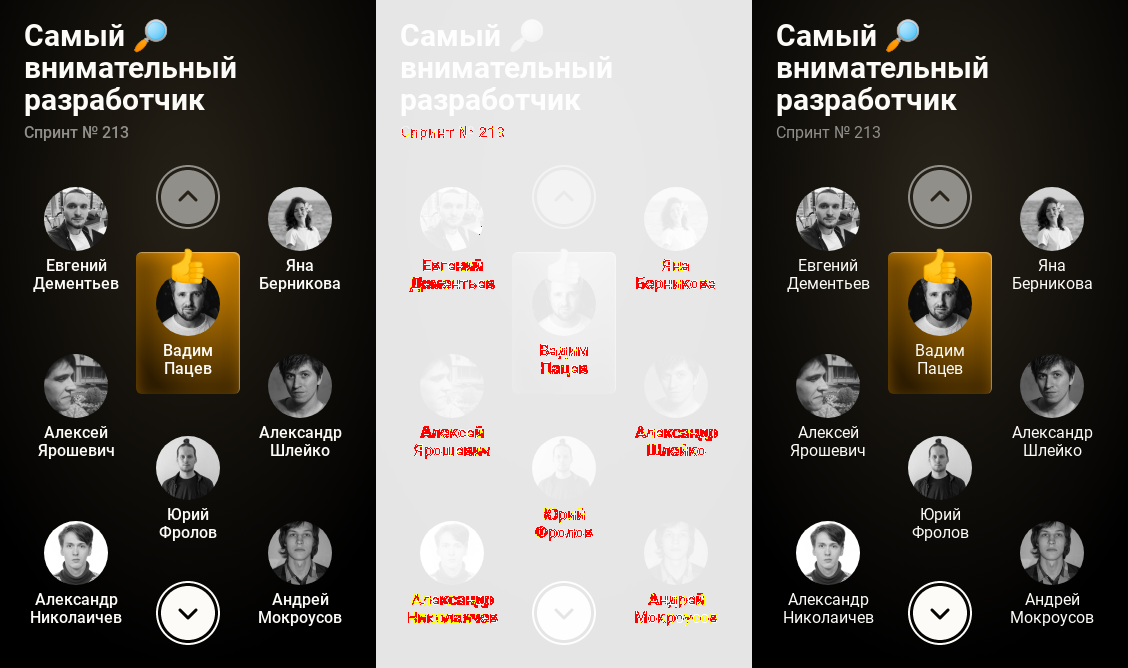 Самый 🔎
внимательный
разработчик
Спринт № 213
Евгений
Дементьев
Яна
Берникова
Вадим
Пацев
Алексей
Ярошевич
Александр
Шлейко
Юрий
Фролов
Александр
Николаичев
Андрей
Мокроусов
Самый
внимательный
разработчик
Спринт № 213
Евгений
Дементьев
Яна
Берникова
Вадим
Пацев
Алексей
Ярошевич
Александр
Шлейко
Юрий
Фролов
Александр
Николаичев
Андрей
Мокроусов
Самый 🔎
внимательный
разработчик
Спринт № 213
Евгений
Дементьев
Яна
Берникова
Вадим
Пацев
Алексей
Ярошевич
Александр
Шлейко
Юрий
Фролов
Александр
Николаичев
Андрей
Мокроусов